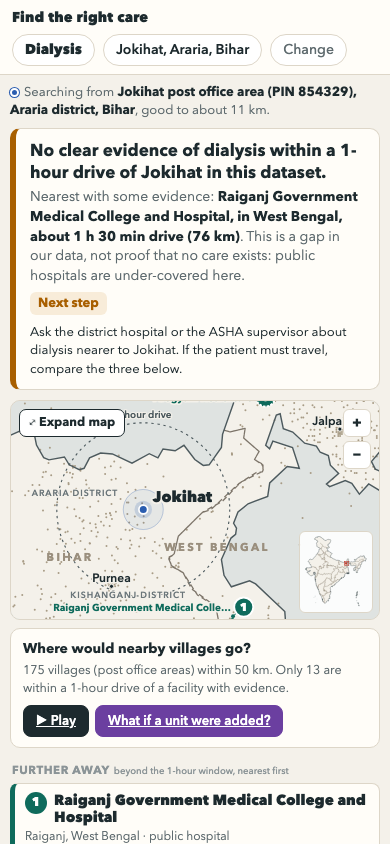 Find the right care
Dialysis
Jokihat, Araria, Bihar
Change
Searching from Jokihat post office area (PIN 854329),
Araria district, Bihar, good to about 11 km.
No clear evidence of dialysis within a 1-
hour drive of Jokihat in this dataset.
Nearest with some evidence: Raiganj Government
Medical College and Hospital, in West Bengal,
about 1 h 30 min drive (76 km). This is a gap in
our data, not proof that no care exists: public
hospitals are under-covered here.
Next step
Ask the district hospital or the ASHA supervisor about
dialysis nearer to Jokihat. If the patient must travel,
compare the three below.
Expand map
hour drive
Jalpa
+
−
ARARIA DISTRICT
Jokihat
WEST BENGAL
BIHAR
Purnea
KISHANGANJ DISTRICT
Raiganj Government Medical Colle...
1
Where would nearby villages go?
175 villages (post office areas) within 50 km. Only 13 are
within a 1-hour drive of a facility with evidence.
▶ Play
What if a unit were added?
FURTHER AWAY beyond the 1-hour window, nearest first
1
Raiganj Government Medical College and
Hospital
Raiganj, West Bengal · public hospital